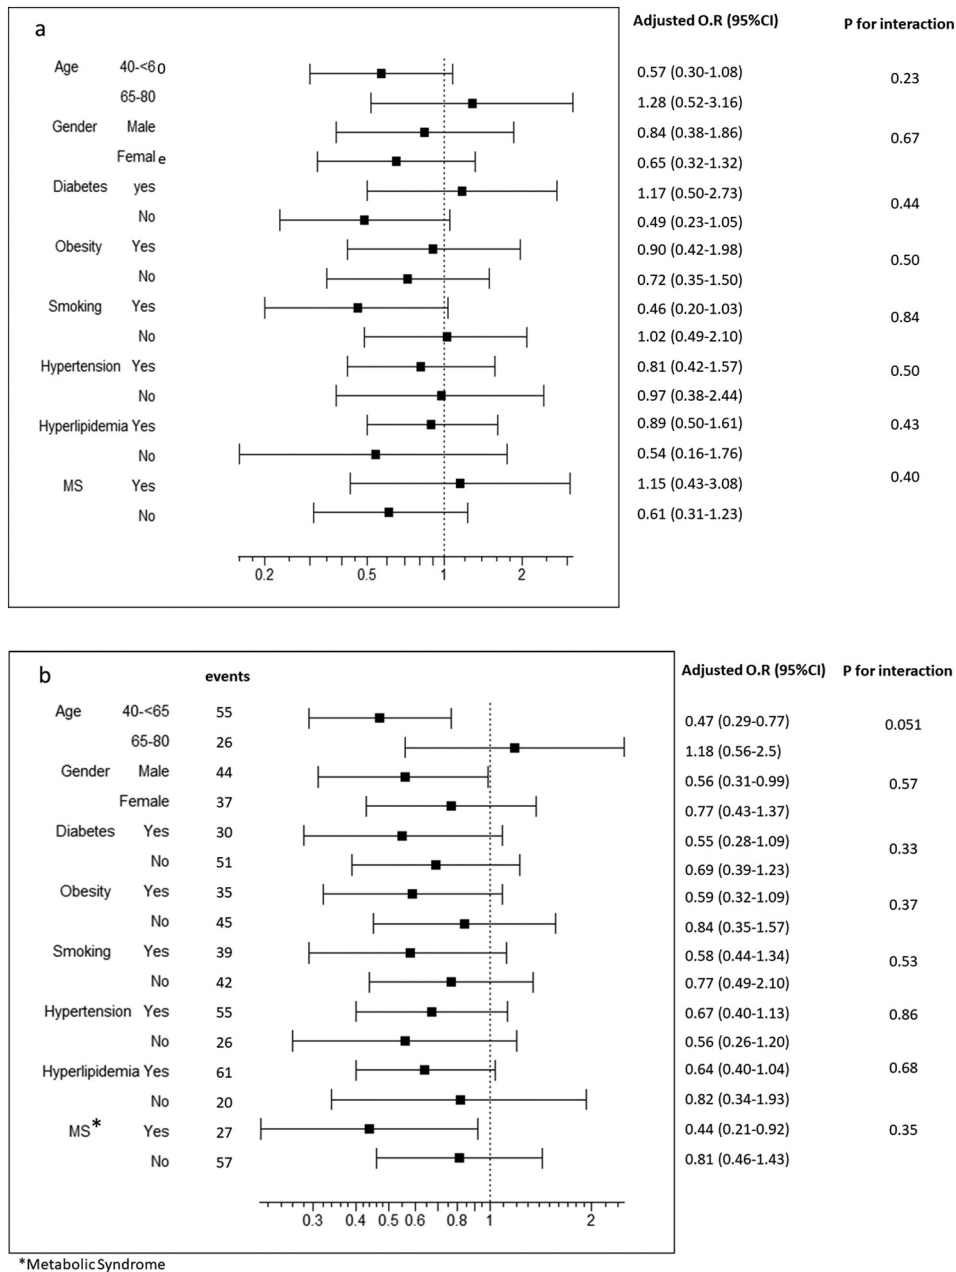 a Adjusted O.R (95%CI) P for interaction
Age 40-<60 0.57 (0.30-1.08) 0.23
65-80 1.28 (0.52-3.16)
Gender Male 0.84 (0.38-1.86) 0.67
Female 0.65 (0.32-1.32)
Diabetes yes 1.17 (0.50-2.73) 0.44
No 0.49 (0.23-1.05)
Obesity Yes 0.90 (0.42-1.98) 0.50
No 0.72 (0.35-1.50)
Smoking Yes 0.46 (0.20-1.03) 0.84
No 1.02 (0.49-2.10)
Hypertension Yes 0.81 (0.42-1.57) 0.50
No 0.97 (0.38-2.44)
Hyperlipidemia Yes 0.89 (0.50-1.61) 0.43
No 0.54 (0.16-1.76)
MS Yes 1.15 (0.43-3.08) 0.40
No 0.61 (0.31-1.23)
0.2 0.5 1 2
b events Adjusted O.R (95%CI) P for interaction
Age 40-<65 55 0.47 (0.29-0.77) 0.051
65-80 26 1.18 (0.56-2.5)
Gender Male 44 0.56 (0.31-0.99) 0.57
Female 37 0.77 (0.43-1.37)
Diabetes Yes 30 0.55 (0.28-1.09) 0.33
No 51 0.69 (0.39-1.23)
Obesity Yes 35 0.59 (0.32-1.09) 0.37
No 45 0.84 (0.35-1.57)
Smoking Yes 39 0.58 (0.44-1.34) 0.53
No 42 0.77 (0.49-2.10)
Hypertension Yes 55 0.67 (0.40-1.13) 0.86
No 26 0.56 (0.26-1.20)
Hyperlipidemia Yes 61 0.64 (0.40-1.04) 0.68
No 20 0.82 (0.34-1.93)
MS* Yes 27 0.44 (0.21-0.92) 0.35
No 57 0.81 (0.46-1.43)
0.3 0.4 0.5 0.6 0.8 1 2
*Metabolic Syndrome